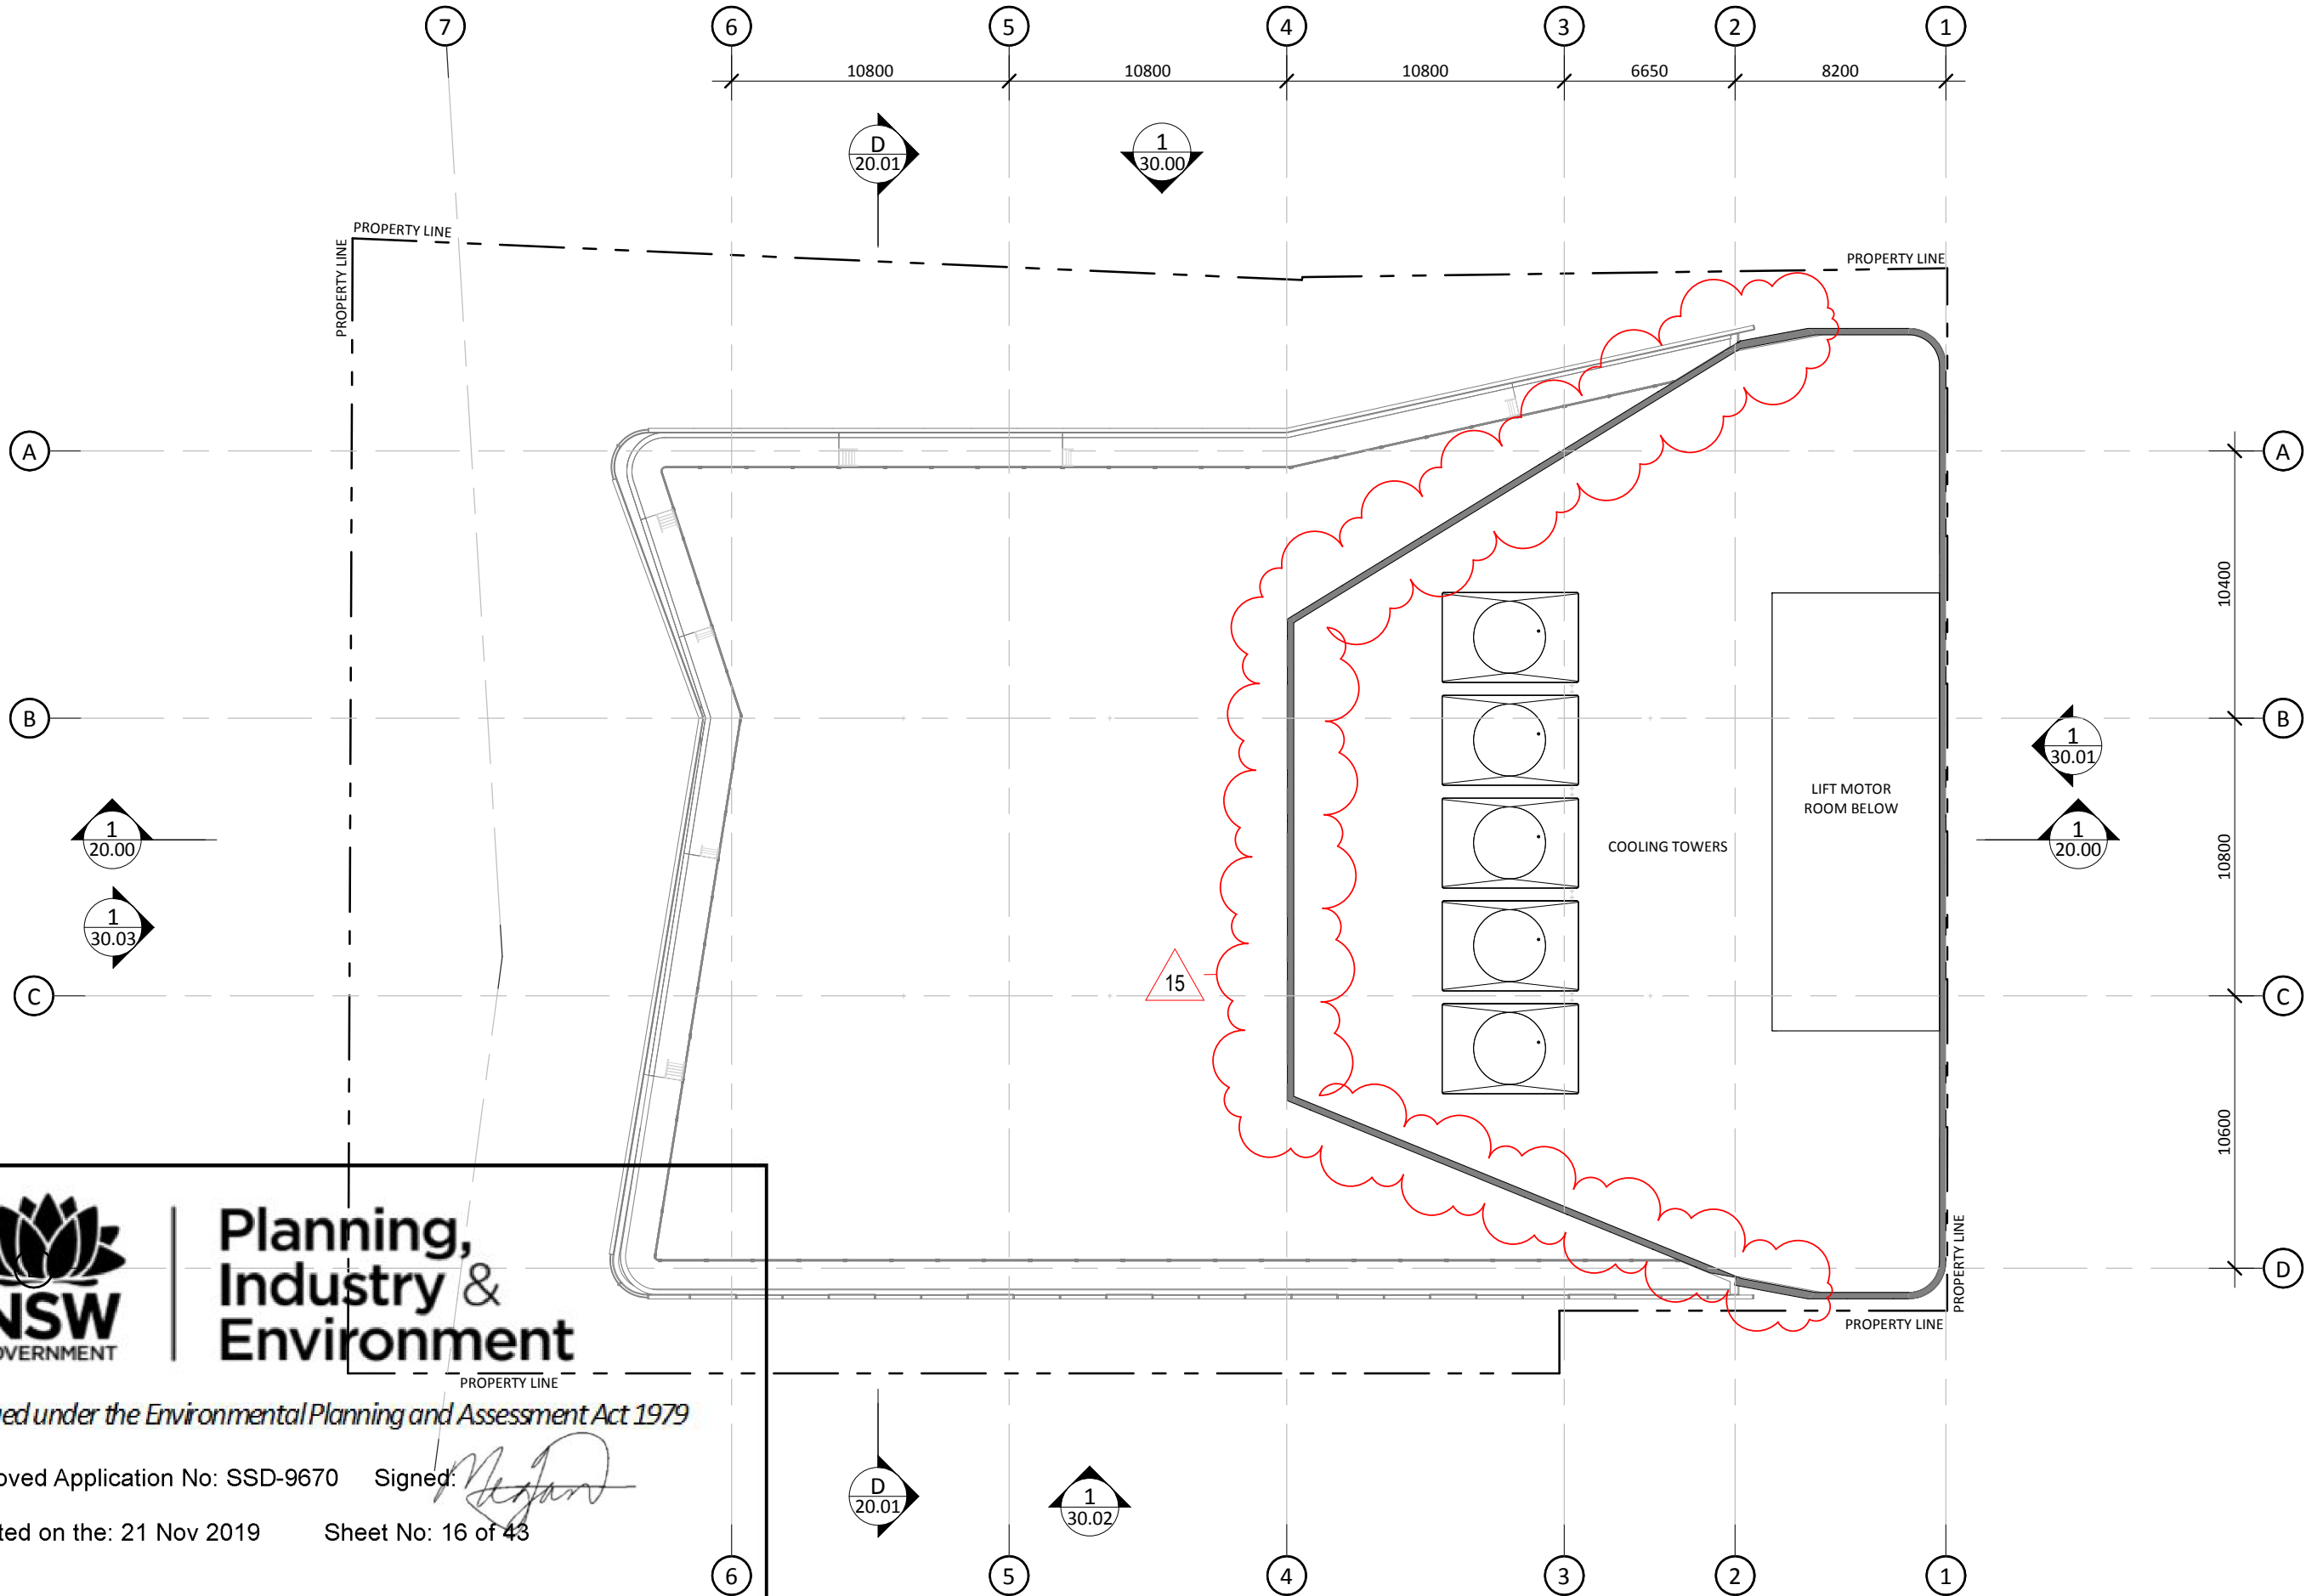 7 6 5 4 3 2 1
10800 10800 10800 6650 8200
D
20.01
1
30.00
PROPERTY LINE
PROPERTY LINE
PROPERTY LINE
A
A
10400
B
B
1
30.01
LIFT MOTOR
ROOM BELOW
1
20.00
COOLING TOWERS
1
20.00
10800
1
30.03
15
C
C
10600
PROPERTY LINE
D
PROPERTY LINE
NSW
GOVERNMENT
Planning,
Industry &
Environment
PROPERTY LINE
ed under the Environmental Planning and Assessment Act 1979
oved Application No: SSD-9670 Signed:
ted on the: 21 Nov 2019 Sheet No: 16 of 43
D
20.01
1
30.02
6 5 4 3 2 1